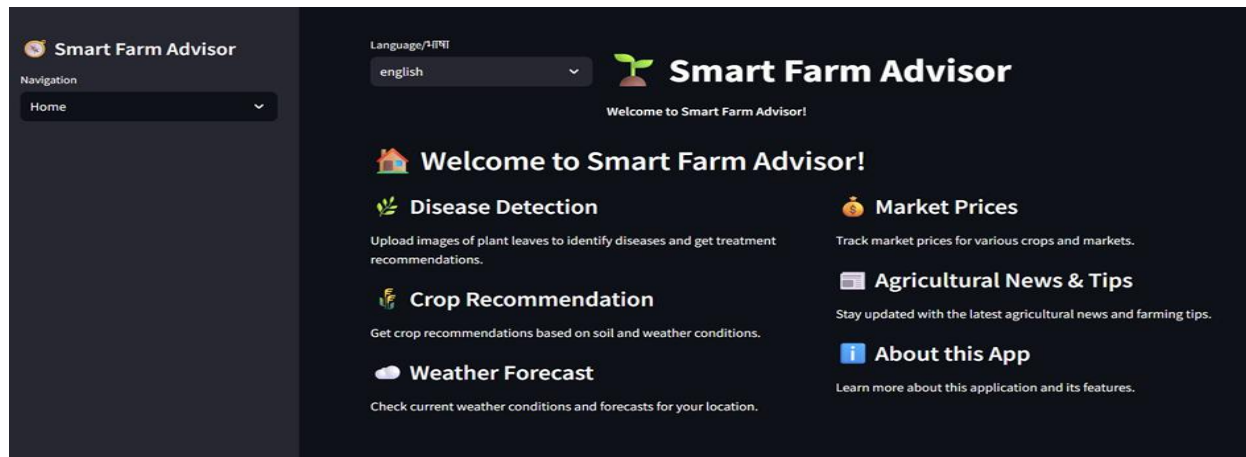 Smart Farm Advisor
Navigation
Home
Language/भाषा
english
Smart Farm Advisor
Welcome to Smart Farm Advisor!
Welcome to Smart Farm Advisor!
Disease Detection
Upload images of plant leaves to identify diseases and get treatment
recommendations.
Crop Recommendation
Get crop recommendations based on soil and weather conditions.
Weather Forecast
Check current weather conditions and forecasts for your location.
Market Prices
Track market prices for various crops and markets.
Agricultural News & Tips
Stay updated with the latest agricultural news and farming tips.
About this App
Learn more about this application and its features.